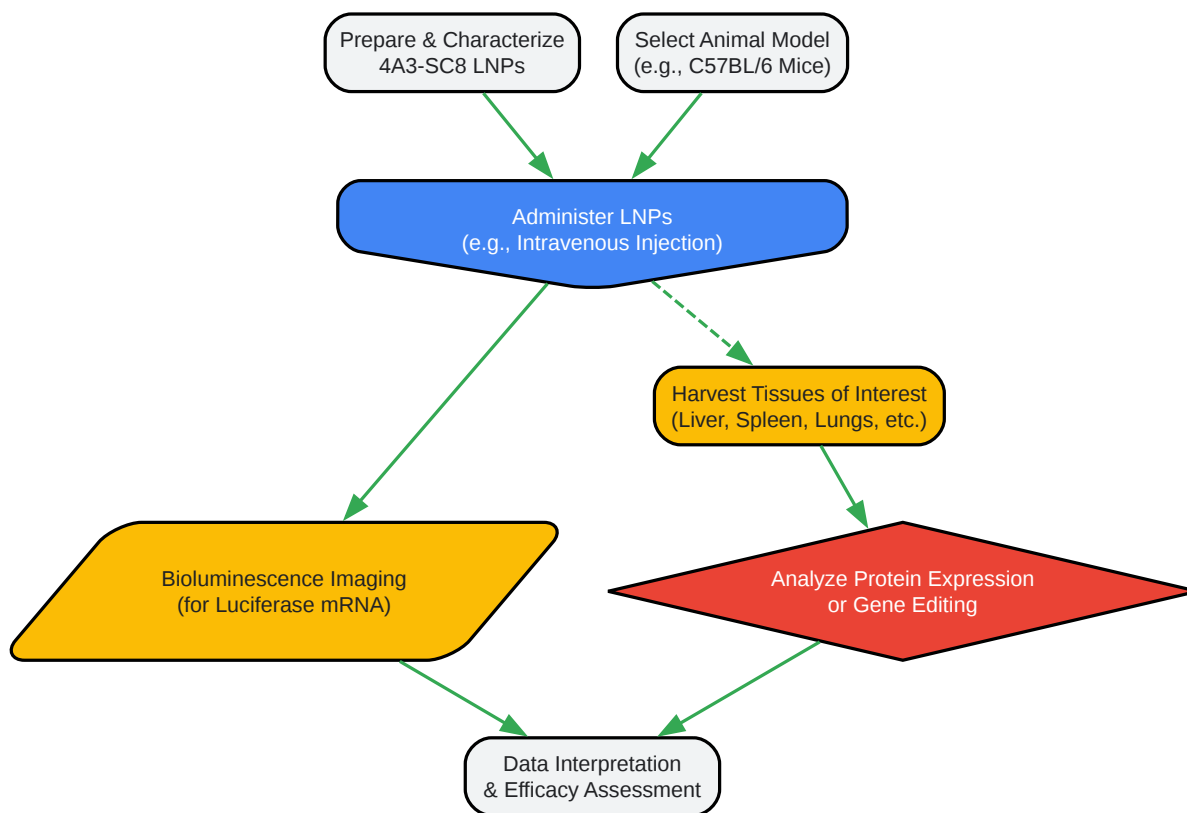 Prepare & Characterize
4A3-SC8 LNPs
Select Animal Model
(e.g., C57BL/6 Mice)
Administer LNPs
(e.g., Intravenous Injection)
Harvest Tissues of Interest
(Liver, Spleen, Lungs, etc.)
Bioluminescence Imaging
(for Luciferase mRNA)
Analyze Protein Expression
or Gene Editing
Data Interpretation
& Efficacy Assessment